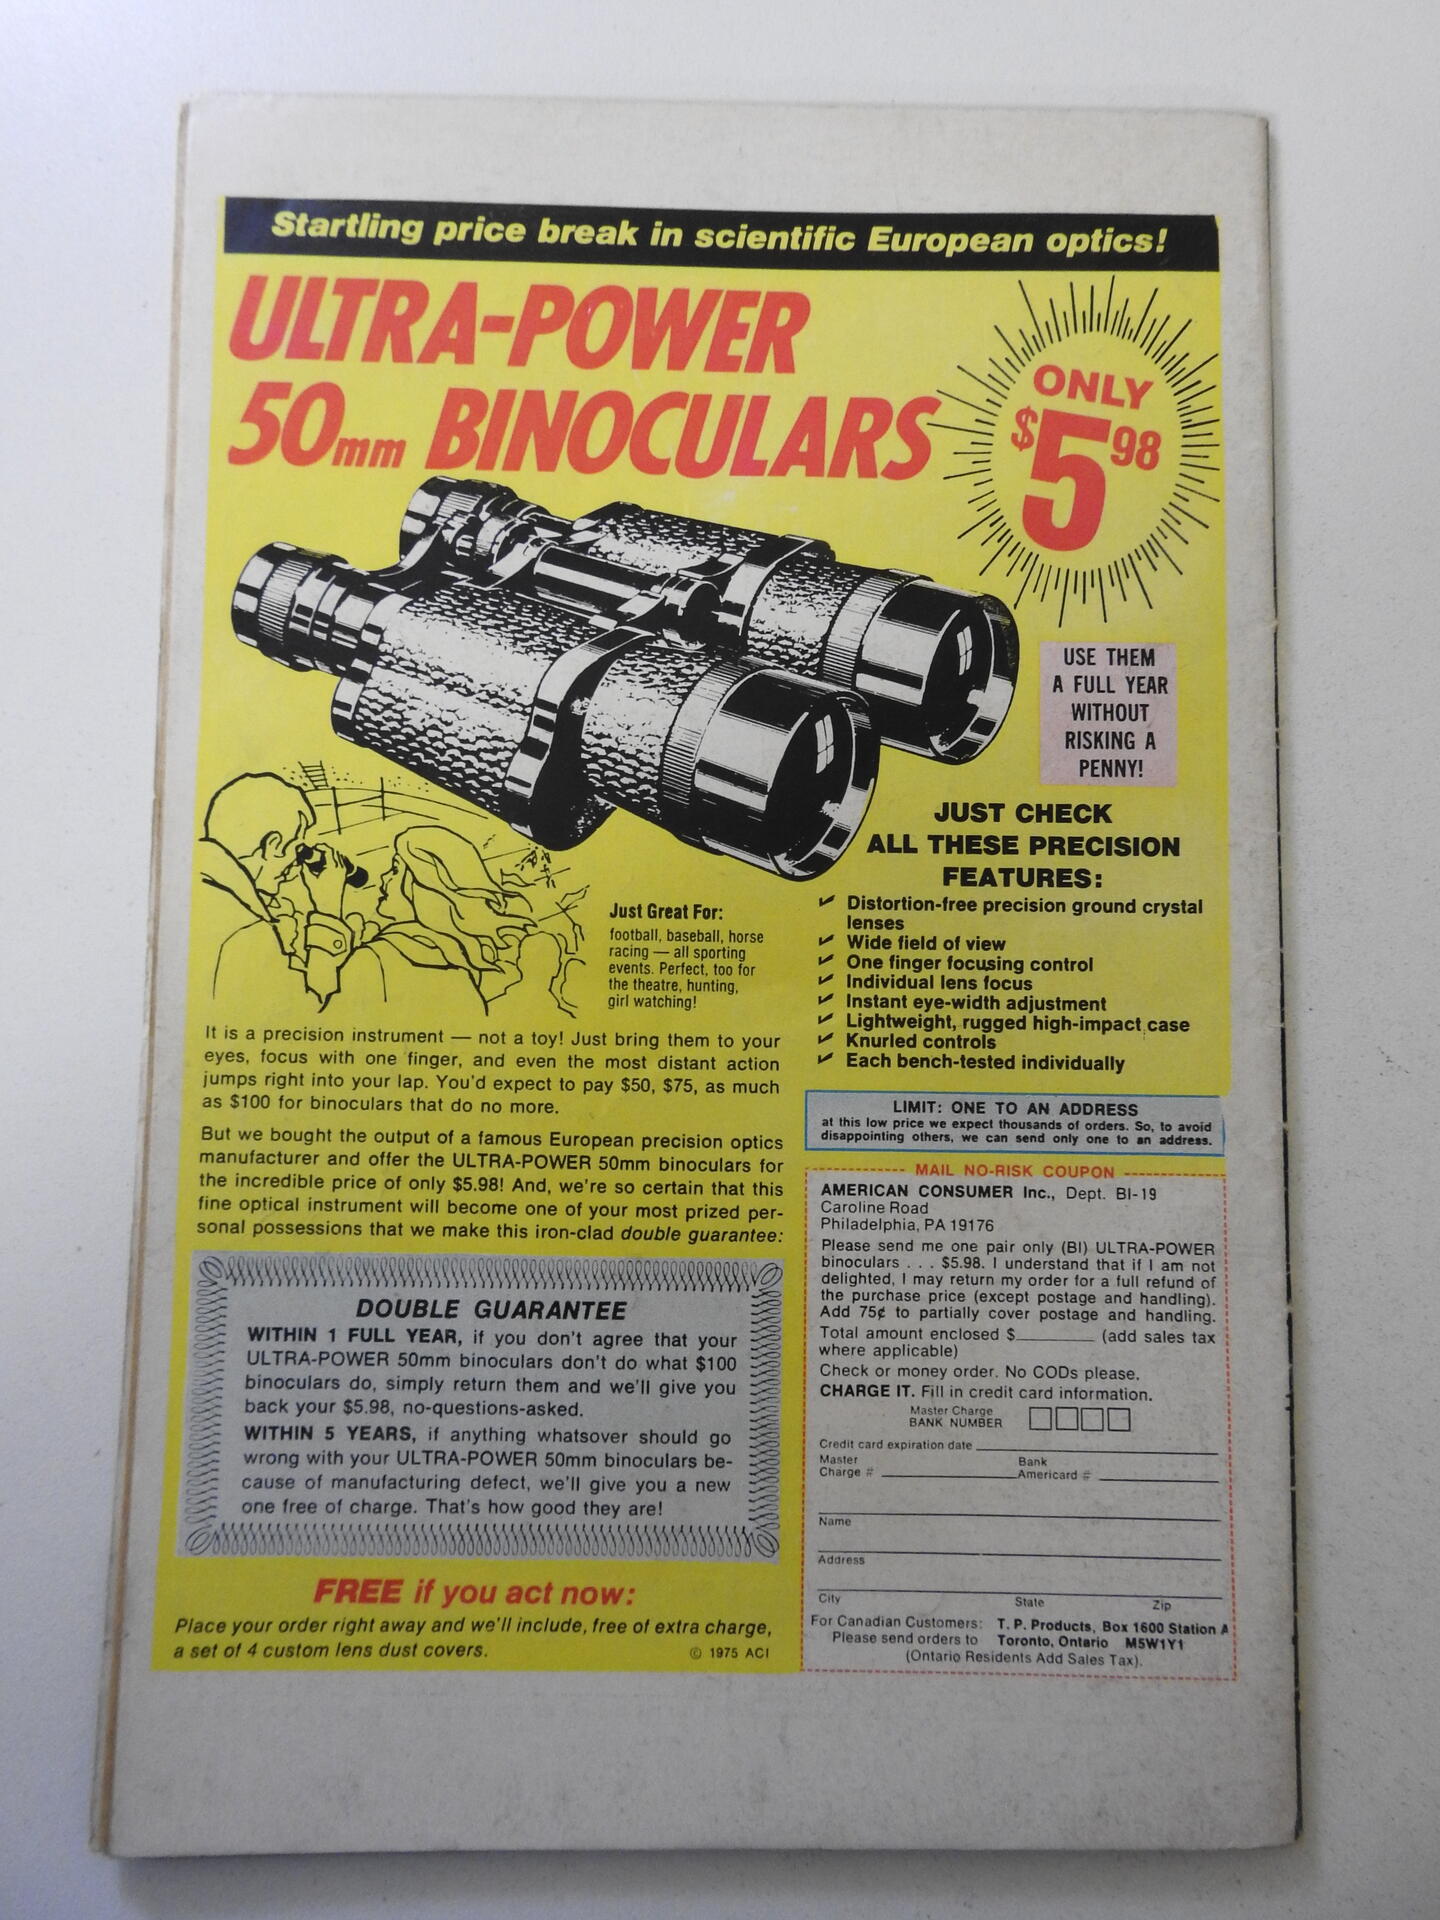 Startling price break in scientific European optics!
ULTRA-POWER
50mm BINOCULARS
ONLY
$5 98
USE THEM
A FULL YEAR
WITHOUT
RISKING A
PENNY!
JUST CHECK
ALL THESE PRECISION
FEATURES:
Distortion-free precision ground crystal
lenses
Wide field of view
One finger focusing control
Individual lens focus
Instant eye-width adjustment
Lightweight, rugged high-impact case
Knurled controls
Each bench-tested individually
Just Great For:
football, baseball, horse
racing — all sporting
events. Perfect, too for
the theatre, hunting,
girl watching!
It is a precision instrument — not a toy! Just bring them to your
eyes, focus with one finger, and even the most distant action
jumps right into your lap. You'd expect to pay $50, $75, as much
as $100 for binoculars that do no more.
But we bought the output of a famous European precision optics
manufacturer and offer the ULTRA-POWER 50mm binoculars for
the incredible price of only $5.98! And, we're so certain that this
fine optical instrument will become one of your most prized per-
sonal possessions that we make this iron-clad double guarantee:
DOUBLE GUARANTEE
WITHIN 1 FULL YEAR, if you don't agree that your
ULTRA-POWER 50mm binoculars don't do what $100
binoculars do, simply return them and we'll give you
back your $5.98, no-questions-asked.
WITHIN 5 YEARS, if anything whatsover should go
wrong with your ULTRA-POWER 50mm binoculars be-
cause of manufacturing defect, we'll give you a new
one free of charge. That's how good they are!
FREE if you act now:
Place your order right away and we'll include, free of extra charge,
a set of 4 custom lens dust covers.
© 1975 ACI
LIMIT: ONE TO AN ADDRESS
at this low price we expect thousands of orders. So, to avoid
disappointing others, we can send only one to an address.
MAIL NO-RISK COUPON
AMERICAN CONSUMER Inc., Dept. BI-19
Caroline Road
Philadelphia, PA 19176
Please send me one pair only (BI) ULTRA-POWER
binoculars . . . $5.98. I understand that if I am not
delighted, I may return my order for a full refund of
the purchase price (except postage and handling).
Add 75¢ to partially cover postage and handling.
Total amount enclosed $________ (add sales tax
where applicable)
Check or money order. No CODs please.
CHARGE IT. Fill in credit card information.
Master Charge
BANK NUMBER
Credit card expiration date
Master Bank
Charge # Americard #
Name
Address
City State Zip
For Canadian Customers: T. P. Products, Box 1600 Station A
Please send orders to Toronto, Ontario M5W1Y1
(Ontario Residents Add Sales Tax).